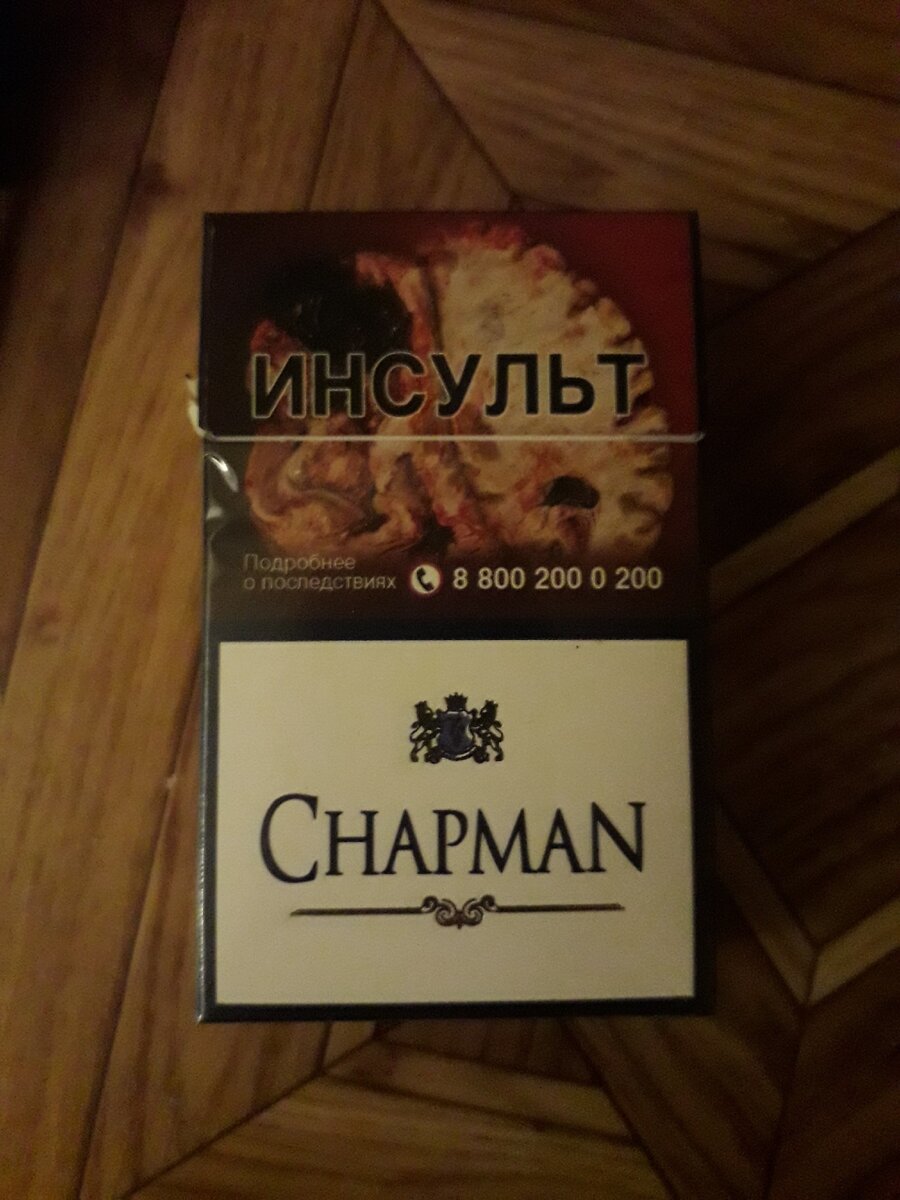 ИНСУЛЬТ
Подробнее
о последствиях 8 800 200 0 200
CHAPMAN